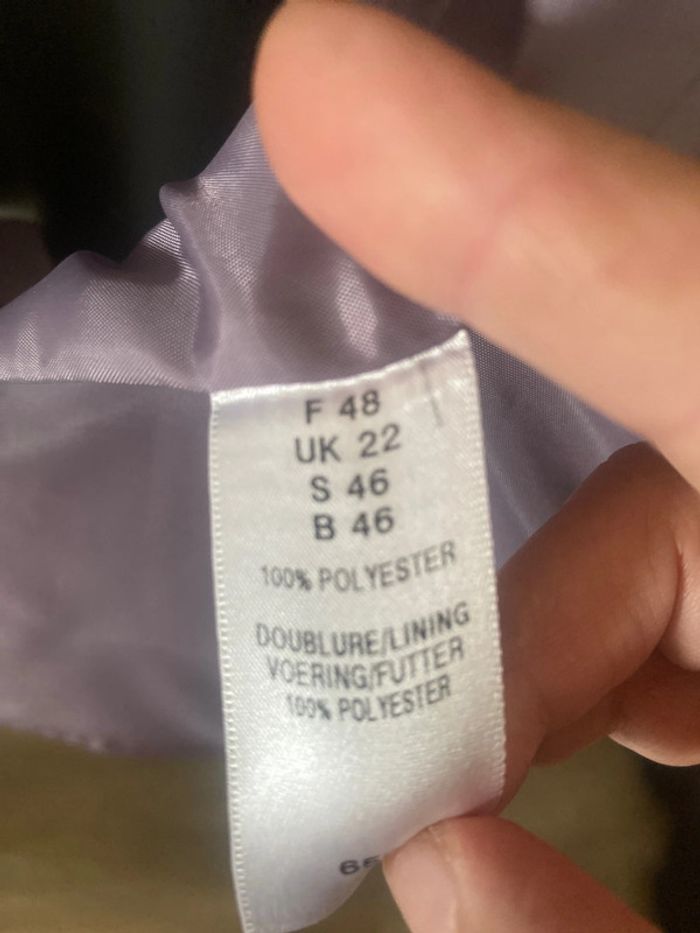 F 48
UK 22
S 46
B 46
100% POLYESTER
DOUBLURE/LINING
VOERING/FUTTER
100% POLYESTER